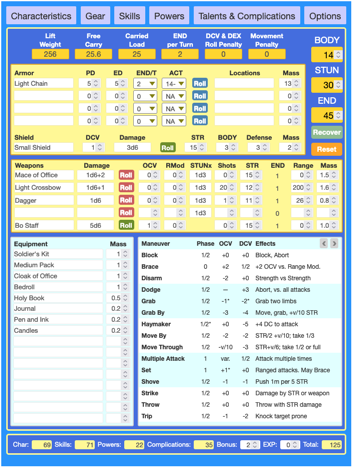 Characteristics Gear Skills Powers Talents & Complications Options
Lift Weight Free Carry Carried Load END per Turn DCV & DEX Roll Penalty Movement Penalty
256 25.6 25 2 0 0
BODY
14
STUN
30
END
45
Recover
Reset
Armor PD ED END/T ACT Locations Mass
Light Chain 5 5 2 14- Roll 13
0 0 NA Roll 0
0 0 NA Roll 0
0 0 NA Roll 0
Shield DCV Damage STR BODY Defense Mass
Small Shield 1 3d6 Roll 15 3 3 2
Weapons Damage OCV RMod STUNx Shots STR END Range Mass
Mace of Office 1d6+2 Roll 0 0 1d3 0 15 1 0 1.5
Light Crossbow 1d6+1 Roll 0 0 1d3 20 12 1 200 1.6
Dagger 1d6 Roll 0 0 1d3 1 11 1 26 0.8
Roll 0 0 1d3 0 0 0 0 0
Bo Staff 5d6 Roll 1 0 0 15 1 0 1.0
Equipment Mass
Soldier's Kit 1
Medium Pack 1
Cloak of Office 1
Bedroll 1
Holy Book 0.5
Journal 0.2
Pen and Ink 0.2
Candles 0.2
Maneuver Phase OCV DCV Effects < >
Block 1/2 +0 +0 Block, Abort
Brace 0 +2 1/2 +2 OCV vs. Range Mod.
Disarm 1/2 -2 +0 Strength vs Strength
Dodge 1/2 — +3 Abort, vs. all attacks
Grab 1/2 -1* -2* Grab two limbs
Grab By 1/2 -3 -4 Move, grab, +v/10 STR
Haymaker 1/2* +0 -5 +4 DC to attack
Move By 1/2 -2 -2 STR/2 +v/10; take 1/3
Move Through 1/2 -v/10 -3 STR+v/6; take 1/2 or full
Multiple Attack 1 var. 1/2 Attack multiple times
Set 1 +1* +0 Ranged attacks. May Brace
Shove 1/2 -1 -1 Push 1m per 5 STR
Strike 1/2 +0 +0 Damage by STR or weapon
Throw 1/2 +0 +0 Throw with STR damage
Trip 1/2 -1 -2 Knock target prone
Char: 69 Skills: 71 Powers: 22 Complications: 35 Bonus: 2 EXP: 0 Total: 125